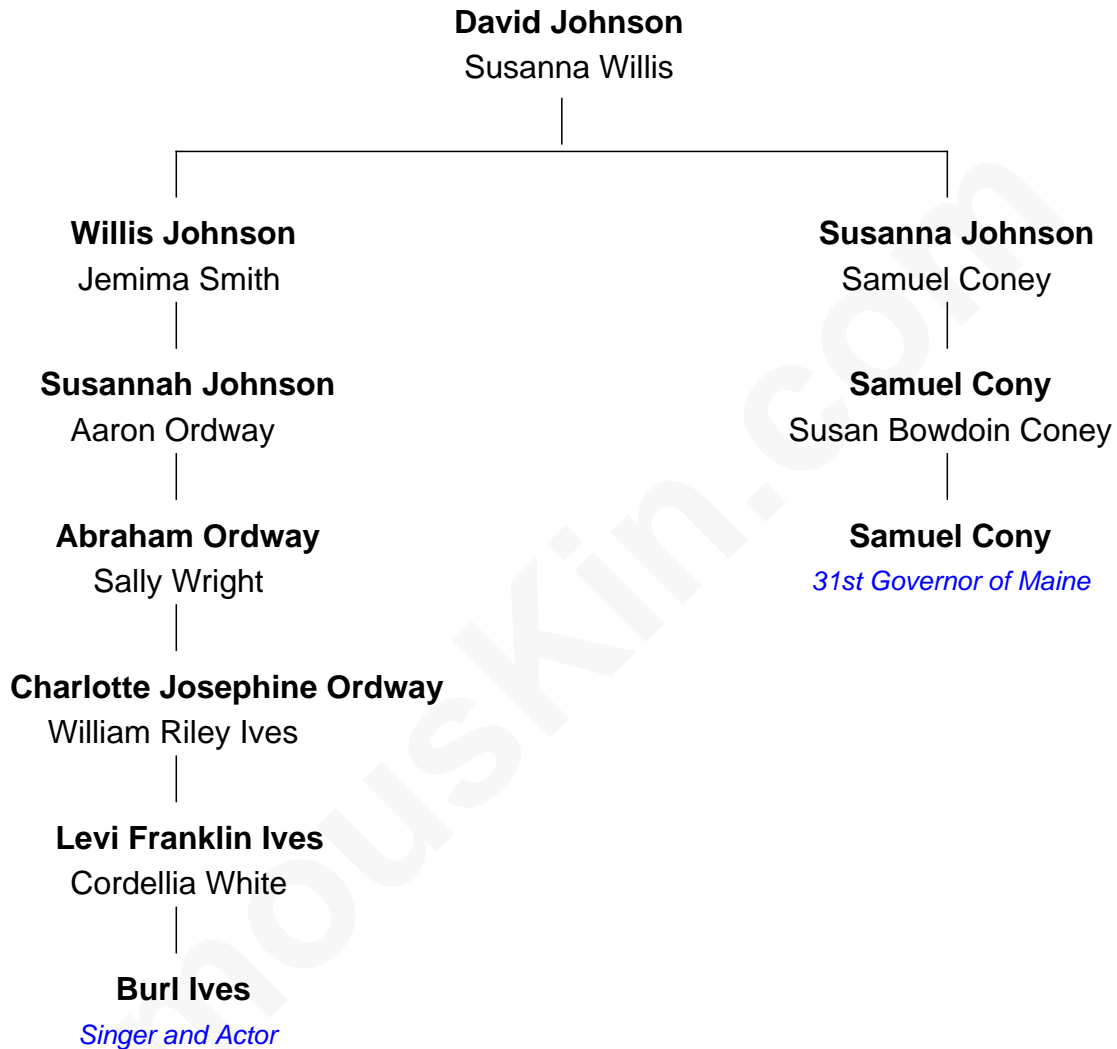 David Johnson
Susanna Willis
Willis Johnson
Jemima Smith
Susannah Johnson
Aaron Ordway
Abraham Ordway
Sally Wright
Charlotte Josephine Ordway
William Riley Ives
Levi Franklin Ives
Cordellia White
Burl Ives
Singer and Actor
Susanna Johnson
Samuel Coney
Samuel Cony
Susan Bowdoin Coney
Samuel Cony
31st Governor of Maine
mouskin.com